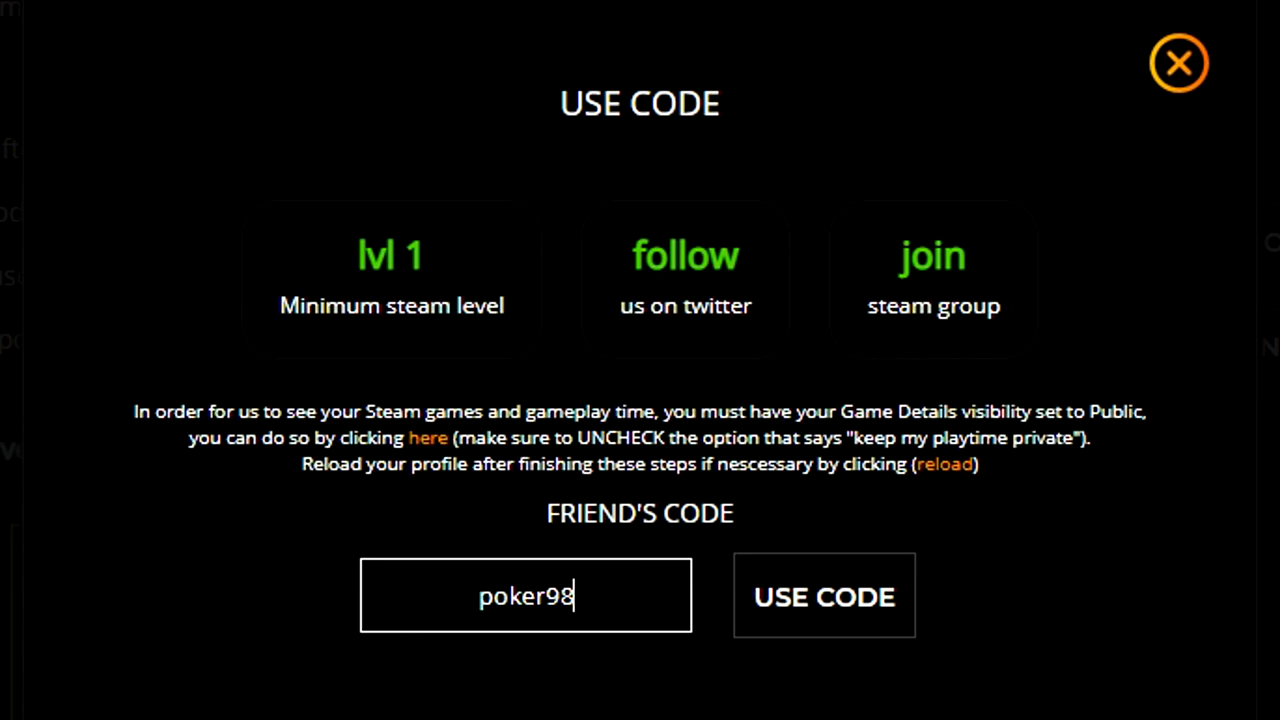 USE CODE
lvl 1
Minimum steam level
follow
us on twitter
join
steam group
In order for us to see your Steam games and gameplay time, you must have your Game Details visibility set to Public,
you can do so by clicking here (make sure to UNCHECK the option that says "keep my playtime private").
Reload your profile after finishing these steps if nescessary by clicking (reload)
FRIEND'S CODE
poker98
USE CODE